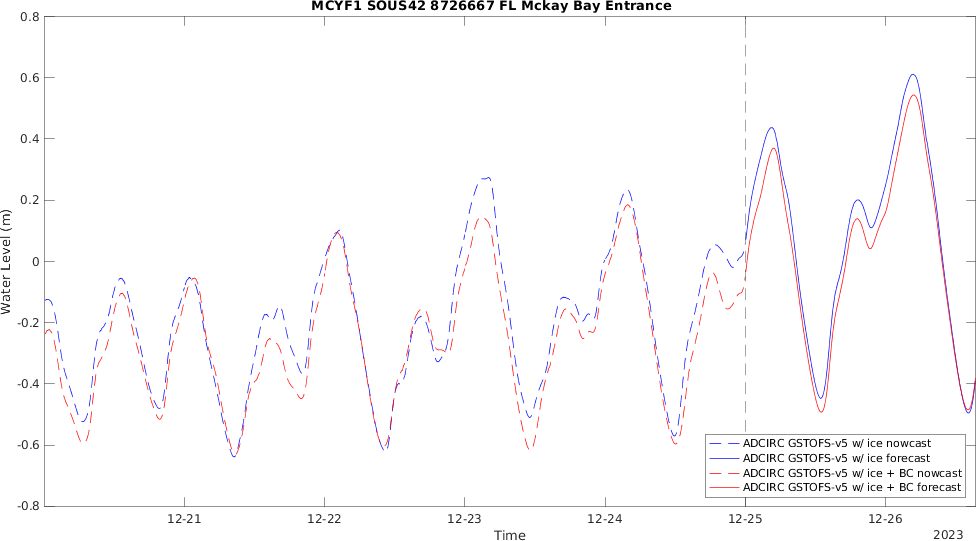 MCYF1 SOUS42 8726667 FL Mckay Bay Entrance
0.8
0.6
0.4
0.2
0
-0.2
-0.4
-0.6
-0.8
Water Level (m)
12-21
12-22
12-23
12-24
12-25
12-26
Time
2023
ADCIRC GSTOFS-v5 w/ ice nowcast
ADCIRC GSTOFS-v5 w/ ice forecast
ADCIRC GSTOFS-v5 w/ ice + BC nowcast
ADCIRC GSTOFS-v5 w/ ice + BC forecast